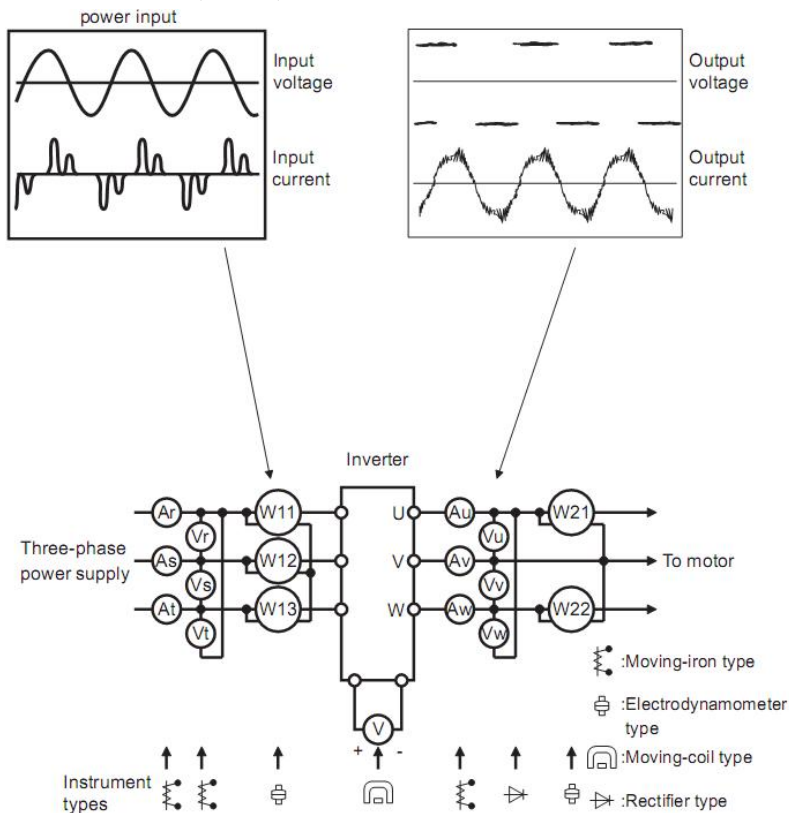 power input
Input
voltage
Input
current
Output
voltage
Output
current
Inverter
Three-phase
power supply
Ar
As
At
Vr
Vs
Vt
W11
W12
W13
U
V
W
Au
Av
Aw
Vu
Vv
Vw
W21
W22
To motor
V
+ -
Instrument
types
:Moving-iron type
:Electrodynamometer
type
:Moving-coil type
:Rectifier type